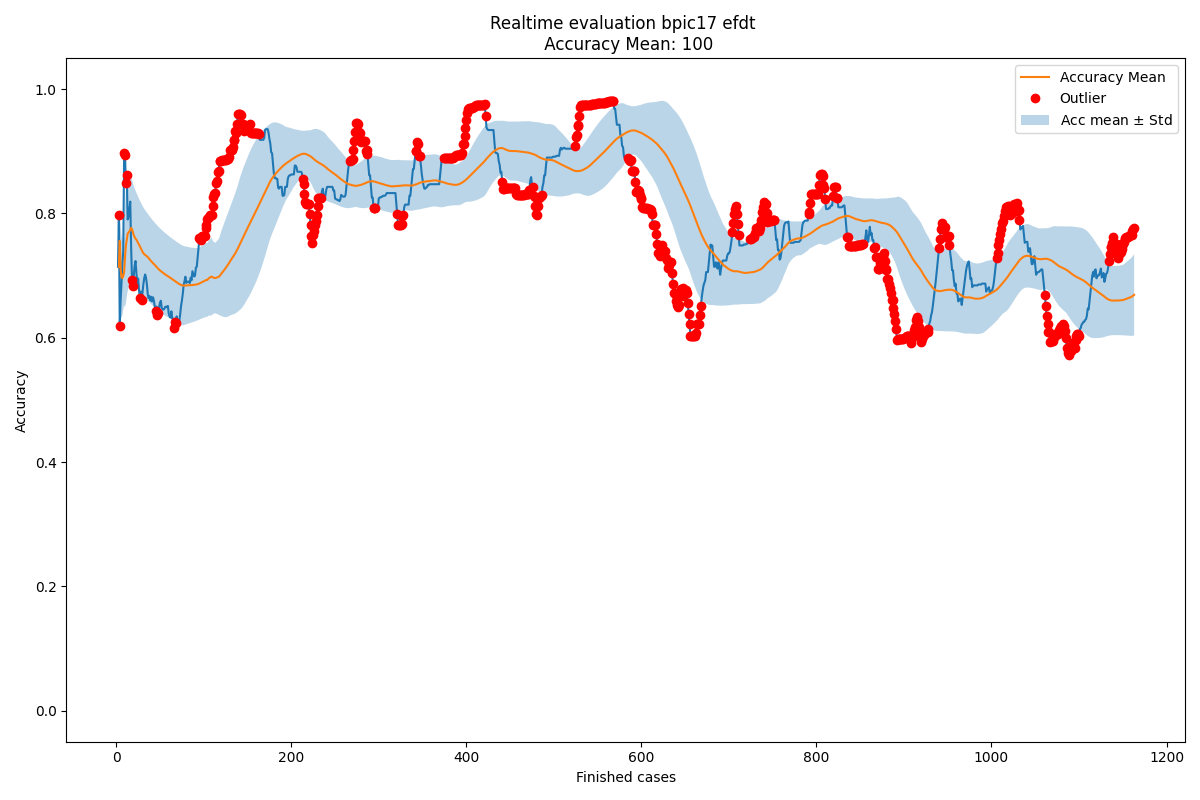 Realtime evaluation bpic17 efdt
Accuracy Mean: 100
Accuracy Mean
Outlier
Acc mean ± Std
1.0
0.8
0.6
0.4
0.2
0.0
Accuracy
0
200
400
600
800
1000
1200
Finished cases